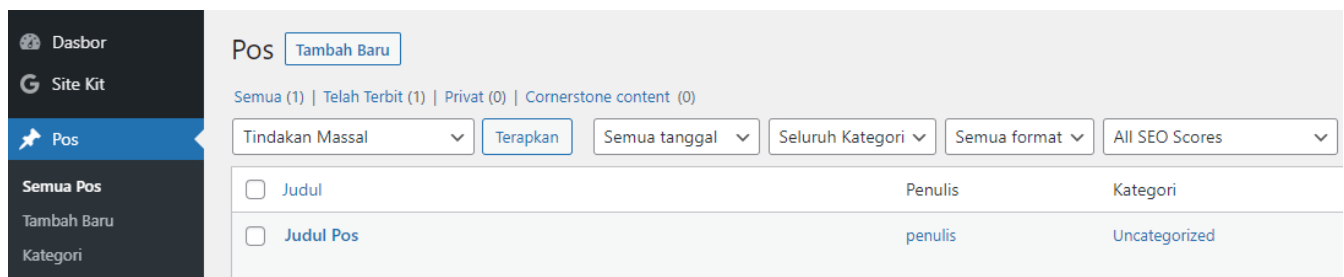 Dasbor
Site Kit
Pos
Semua Pos
Tambah Baru
Kategori
Pos Tambah Baru
Semua (1) | Telah Terbit (1) | Privat (0) | Cornerstone content (0)
Tindakan Massal Terapkan Semua tanggal Seluruh Kategori Semua format All SEO Scores
Judul Penulis Kategori
Judul Pos penulis Uncategorized